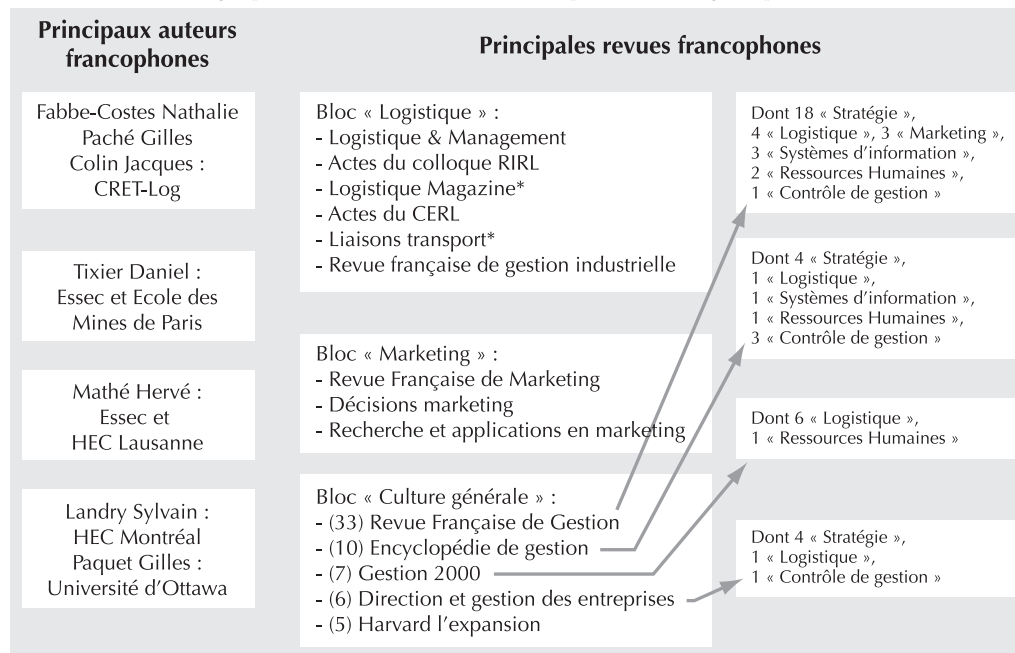 Principaux auteurs
francophones
Fabbe-Costes Nathalie
Paché Gilles
Colin Jacques :
CRET-Log
Tixier Daniel :
Essec et Ecole des
Mines de Paris
Mathé Hervé :
Essec et
HEC Lausanne
Landry Sylvain :
HEC Montréal
Paquet Gilles :
Université d'Ottawa
Principales revues francophones
Bloc « Logistique » :
- Logistique & Management
- Actes du colloque RIRL
- Logistique Magazine*
- Actes du CERL
- Liaisons transport*
- Revue française de gestion industrielle
Bloc « Marketing » :
- Revue Française de Marketing
- Décisions marketing
- Recherche et applications en marketing
Bloc « Culture générale » :
- (33) Revue Française de Gestion
- (10) Encyclopédie de gestion
- (7) Gestion 2000
- (6) Direction et gestion des entreprises
- (5) Harvard l'expansion
Dont 18 « Stratégie »,
4 « Logistique », 3 « Marketing »,
3 « Systèmes d'information »,
2 « Ressources Humaines »,
1 « Contrôle de gestion »
Dont 4 « Stratégie »,
1 « Logistique »,
1 « Systèmes d'information »,
1 « Ressources Humaines »,
3 « Contrôle de gestion »
Dont 6 « Logistique »,
1 « Ressources Humaines »
Dont 4 « Stratégie »,
1 « Logistique »,
1 « Contrôle de gestion »